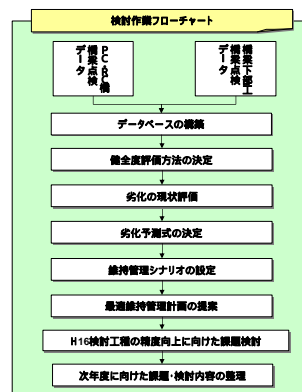 検討作業フローチャート
PC,RC橋
橋梁点検
データ
橋梁下部工
橋梁点検
データ
データベースの構築
健全度評価方法の決定
劣化の現状評価
劣化予測式の決定
維持管理シナリオの設定
最適維持管理計画の提案
H16検討工種の精度向上に向けた課題検討
次年度に向けた課題・検討内容の整理